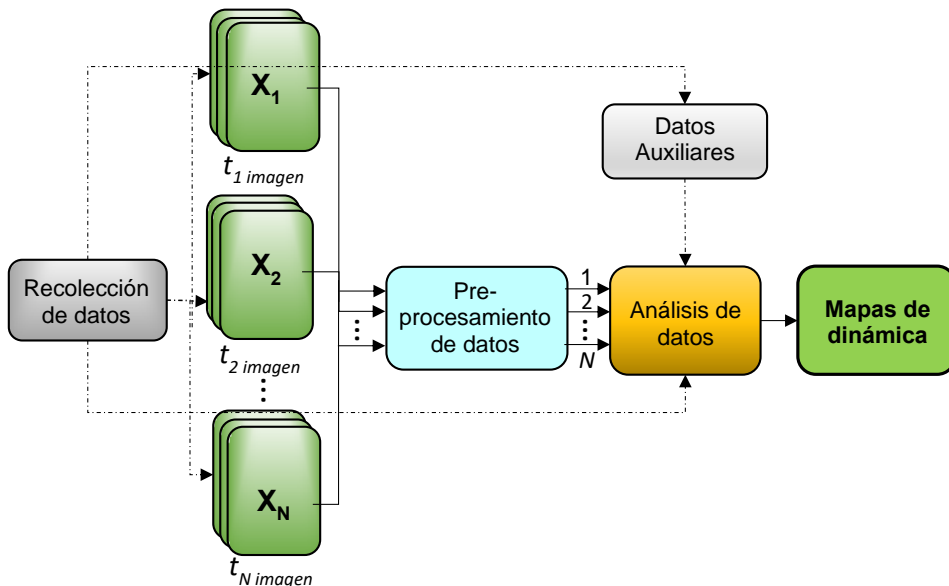 X1
t1 imagen
Datos
Auxiliares
X2
t2 imagen
Recolección
de datos
Pre-
procesamiento
de datos
1
2
N
Análisis de
datos
Mapas de
dinámica
XN
tN imagen